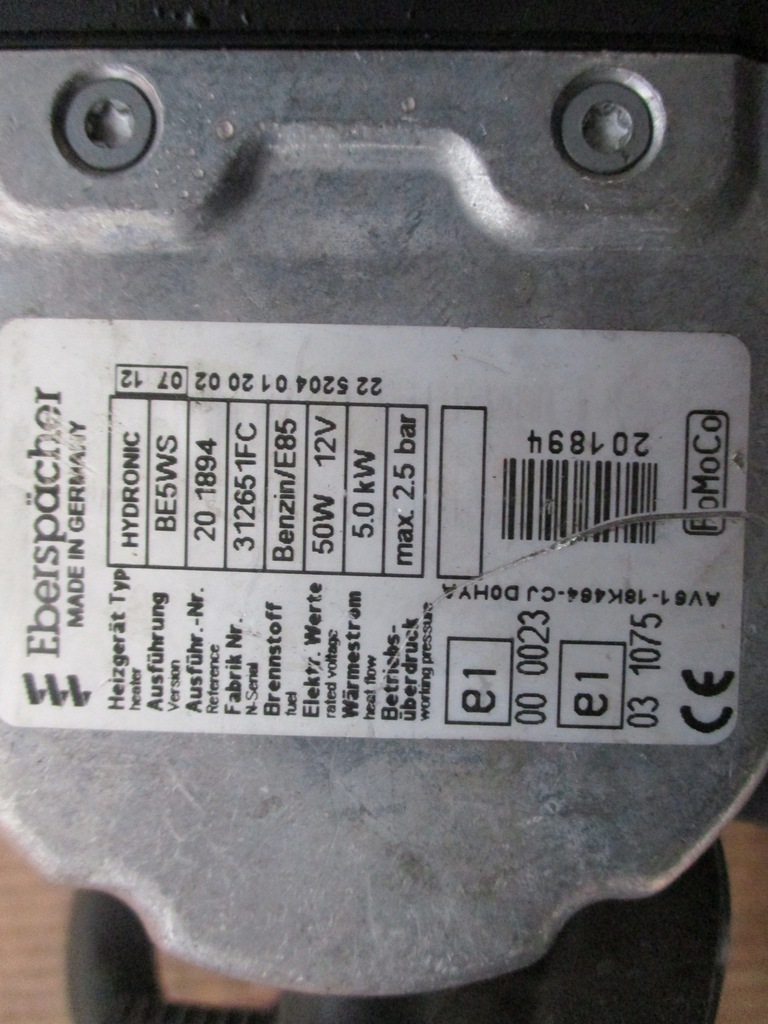 Eberspächer
MADE IN GERMANY
Heizgerät Typ HYDRONIC
heater
Ausführung BE5WS
Version
Ausführ.-Nr. 20 1894
Reference
Fabrik Nr. 312651FC
N-Serial
Brennstoff Benzin/E85
fuel
Elektr. Werte 50W 12V
rated voltage
Wärmestrom 5.0 kW
heat flow
Betriebs-
überdruck max. 2.5 bar
working pressure
07 12
22 5204 01 20 02
e1
00 0023
e1
03 1075
CE
201894
AV61-18K464-CJ D0HYA
FoMoCo